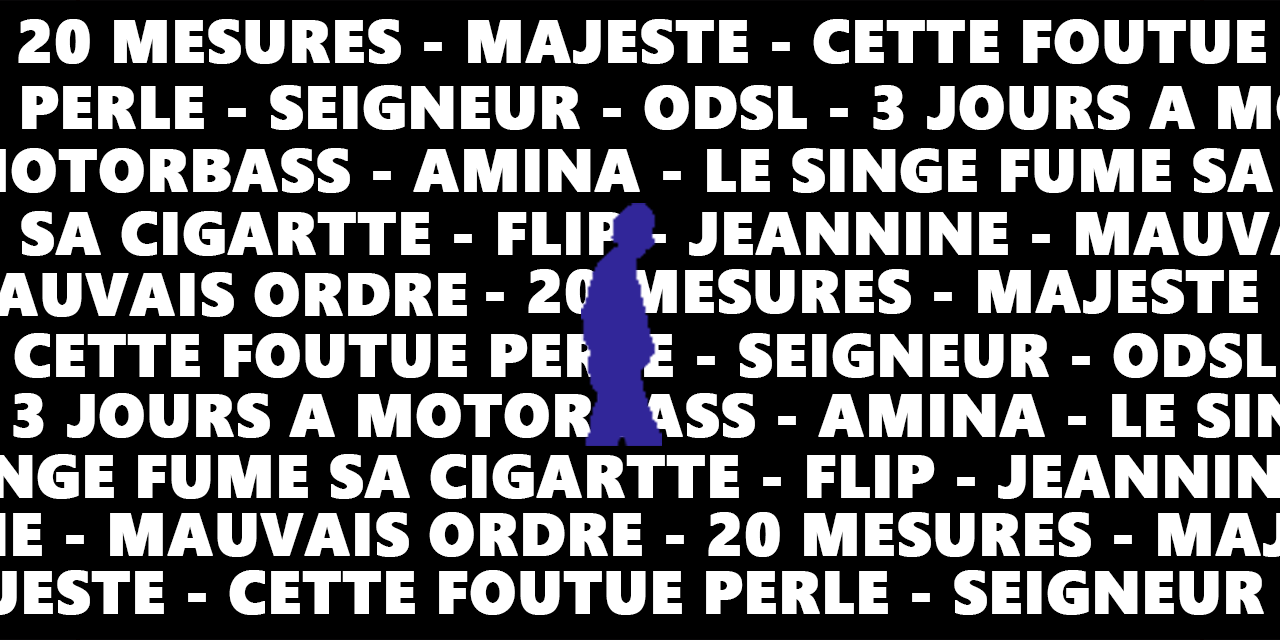 20 MESURES - MAJESTE - CETTE FOUTUE
PERLE - SEIGNEUR - ODSL - 3 JOURS A MO
MOTORBASS - AMINA - LE SINGE FUME SA
SA CIGARTTE - FLIP - JEANNINE - MAUVA
AUVAIS ORDRE - 20 MESURES - MAJESTE
CETTE FOUTUE PERLE - SEIGNEUR - ODSL
3 JOURS A MOTORBASS - AMINA - LE SIN
NGE FUME SA CIGARTTE - FLIP - JEANNIN
NE - MAUVAIS ORDRE - 20 MESURES - MAJ
JESTE - CETTE FOUTUE PERLE - SEIGNEUR